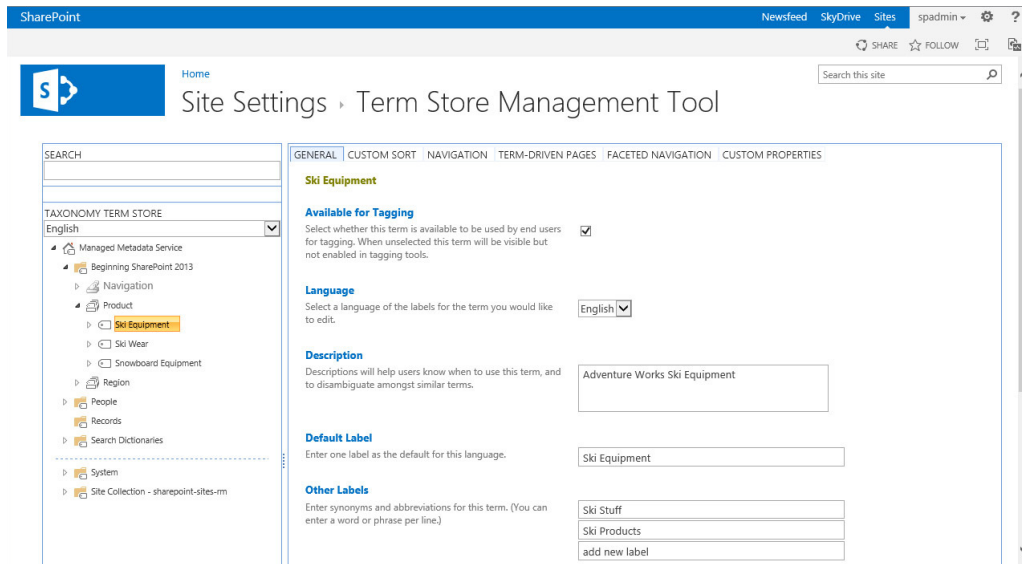 SharePoint
Newsfeed SkyDrive Sites spadmin ?
SHARE FOLLOW
S
Home
Search this site
Site Settings › Term Store Management Tool
SEARCH
TAXONOMY TERM STORE
English
Managed Metadata Service
Beginning SharePoint 2013
Navigation
Product
Ski Equipment
Ski Wear
Snowboard Equipment
Region
People
Records
Search Dictionaries
System
Site Collection - sharepoint-sites-rm
GENERAL CUSTOM SORT NAVIGATION TERM-DRIVEN PAGES FACETED NAVIGATION CUSTOM PROPERTIES
Ski Equipment
Available for Tagging
Select whether this term is available to be used by end users
for tagging. When unselected this term will be visible but
not enabled in tagging tools.
Language
Select a language of the labels for the term you would like
to edit.
English
Description
Descriptions will help users know when to use this term, and
to disambiguate amongst similar terms.
Adventure Works Ski Equipment
Default Label
Enter one label as the default for this language.
Ski Equipment
Other Labels
Enter synonyms and abbreviations for this term. (You can
enter a word or phrase per line.)
Ski Stuff
Ski Products
add new label